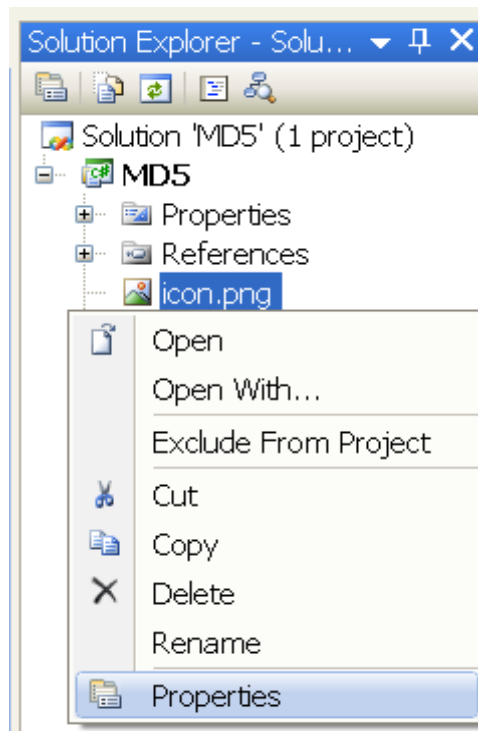 Solution Explorer - Solu...
Solution 'MD5' (1 project)
MD5
Properties
References
icon.png
Open
Open With...
Exclude From Project
Cut
Copy
Delete
Rename
Properties